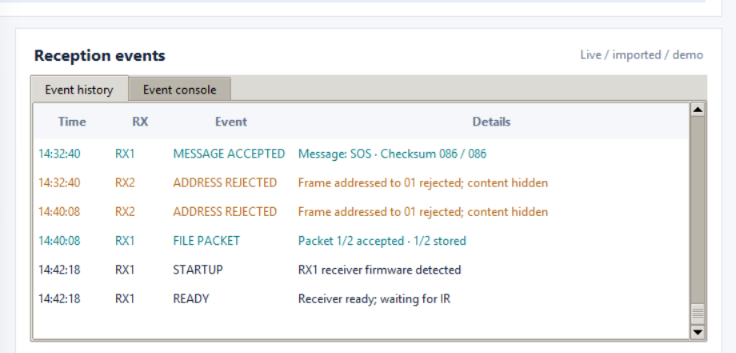 Reception events Live / imported / demo
Event history Event console
Time RX Event Details
14:32:40 RX1 MESSAGE ACCEPTED Message: SOS · Checksum 086 / 086
14:32:40 RX2 ADDRESS REJECTED Frame addressed to 01 rejected; content hidden
14:40:08 RX2 ADDRESS REJECTED Frame addressed to 01 rejected; content hidden
14:40:08 RX1 FILE PACKET Packet 1/2 accepted · 1/2 stored
14:42:18 RX1 STARTUP RX1 receiver firmware detected
14:42:18 RX1 READY Receiver ready; waiting for IR